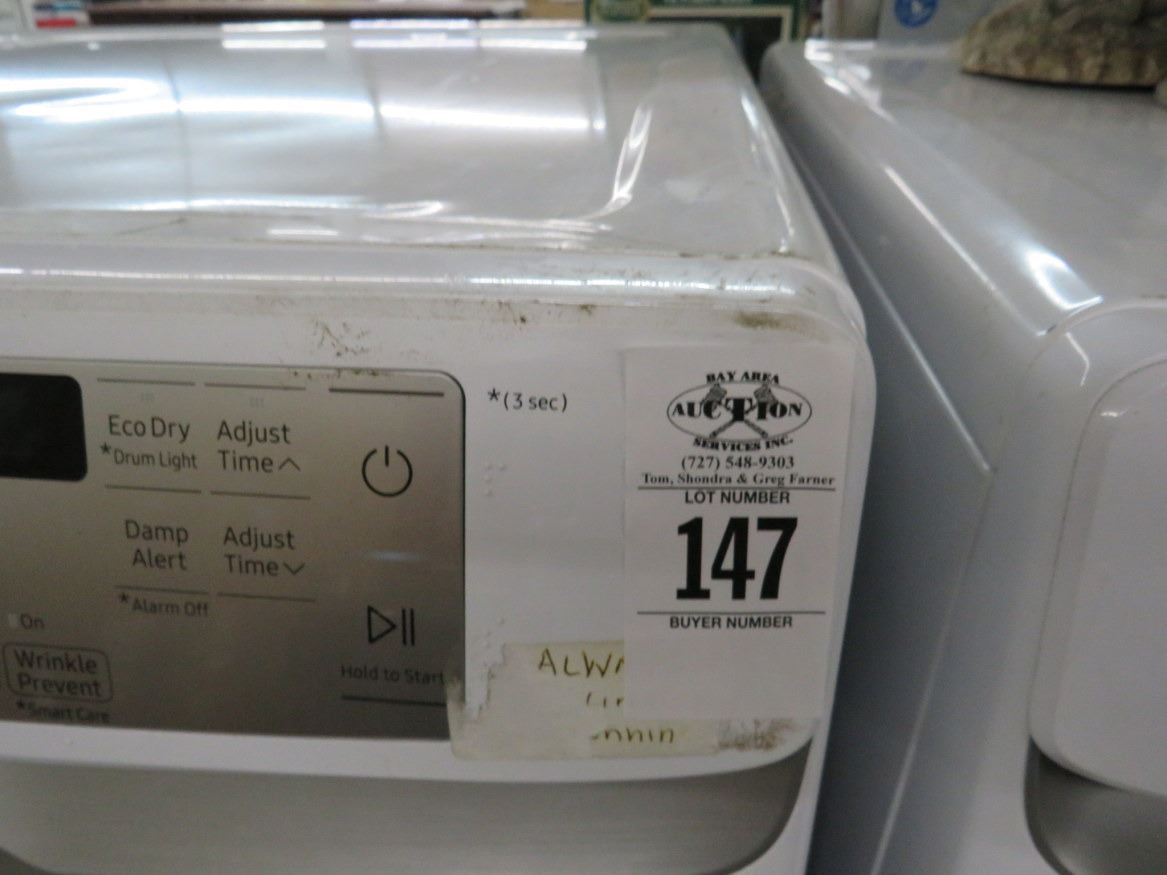 Eco Dry
*Drum Light
Adjust
Time
Damp
Alert
*Alarm Off
Adjust
Time
On
Wrinkle
Prevent
*Smart Care
Hold to Start
*(3 sec)
BAY AREA
AUCTION
SERVICES INC.
(727) 548-9303
Tom, Shondra & Greg Farner
LOT NUMBER
147
BUYER NUMBER